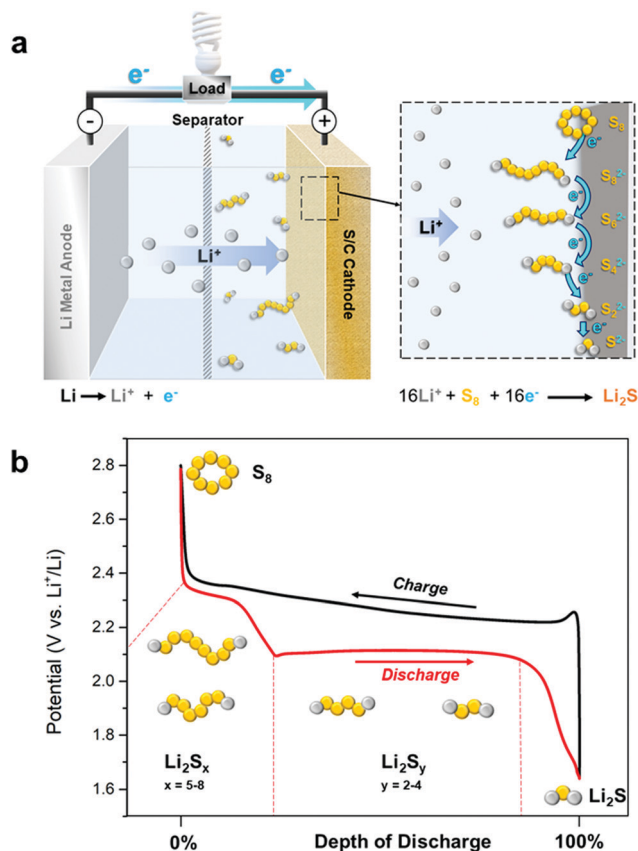 a
e⁻
Load
e⁻
-
Separator
+
Li Metal Anode
Li⁺
S/C Cathode
Li → Li⁺ + e⁻
S₈
e⁻
S₈²⁻
e⁻
Li⁺
S₆²⁻
e⁻
S₄²⁻
e⁻
S₂²⁻
e⁻
S²⁻
16Li⁺ + S₈ + 16e⁻ → Li₂S
b
Potential (V vs. Li⁺/Li)
2.8
2.6
2.4
2.2
2.0
1.8
1.6
S₈
Charge
Discharge
Li₂Sₓ
x = 5-8
Li₂Sᵧ
y = 2-4
Li₂S
0%
Depth of Discharge
100%